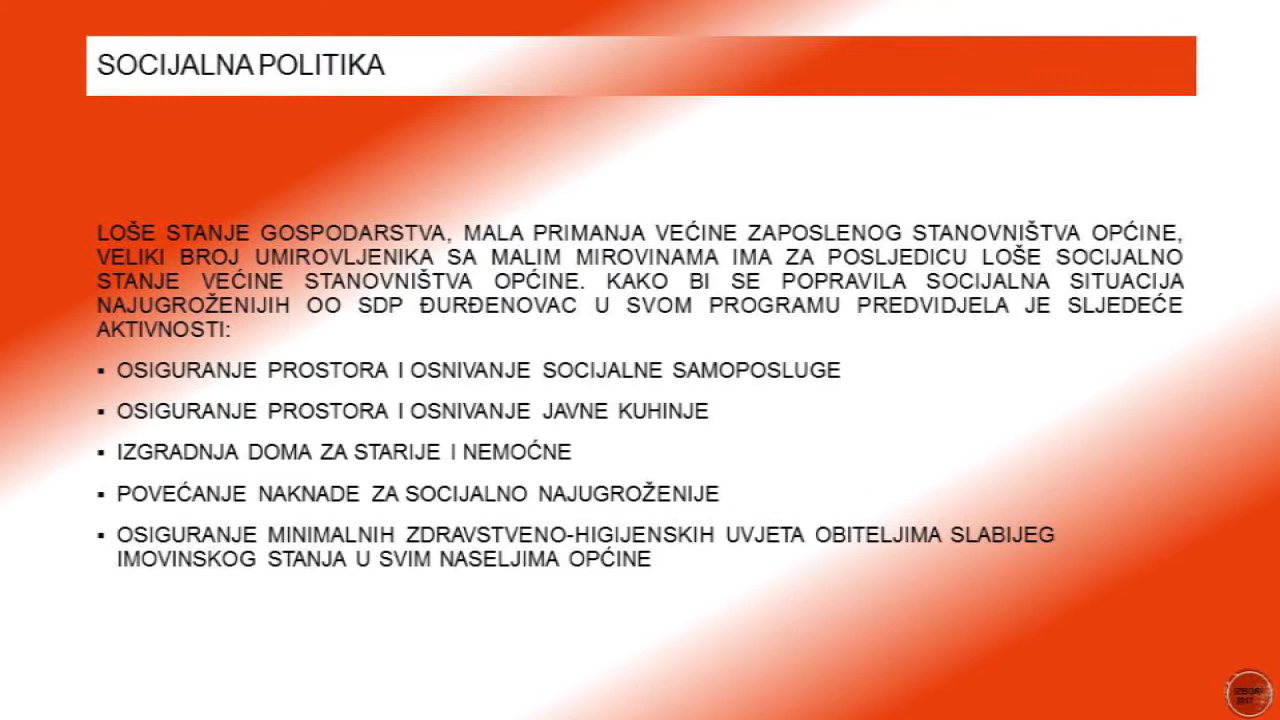 SOCIJALNA POLITIKA
LOŠE STANJE GOSPODARSTVA, MALA PRIMANJA VEĆINE ZAPOSLENOG STANOVNIŠTVA OPĆINE,
VELIKI BROJ UMIROVLJENIKA SA MALIM MIROVINAMA IMA ZA POSLJEDICU LOŠE SOCIJALNO
STANJE VEĆINE STANOVNIŠTVA OPĆINE. KAKO BI SE POPRAVILA SOCIJALNA SITUACIJA
NAJUGROŽENIJIH OO SDP ĐURĐENOVAC U SVOM PROGRAMU PREDVIDJELA JE SLJEDEĆE
AKTIVNOSTI:
▪ OSIGURANJE PROSTORA I OSNIVANJE SOCIJALNE SAMOPOSLUGE
▪ OSIGURANJE PROSTORA I OSNIVANJE JAVNE KUHINJE
▪ IZGRADNJA DOMA ZA STARIJE I NEMOĆNE
▪ POVEĆANJE NAKNADE ZA SOCIJALNO NAJUGROŽENIJE
▪ OSIGURANJE MINIMALNIH ZDRAVSTVENO-HIGIJENSKIH UVJETA OBITELJIMA SLABIJEG
IMOVINSKOG STANJA U SVIM NASELJIMA OPĆINE
IZBORI
2017